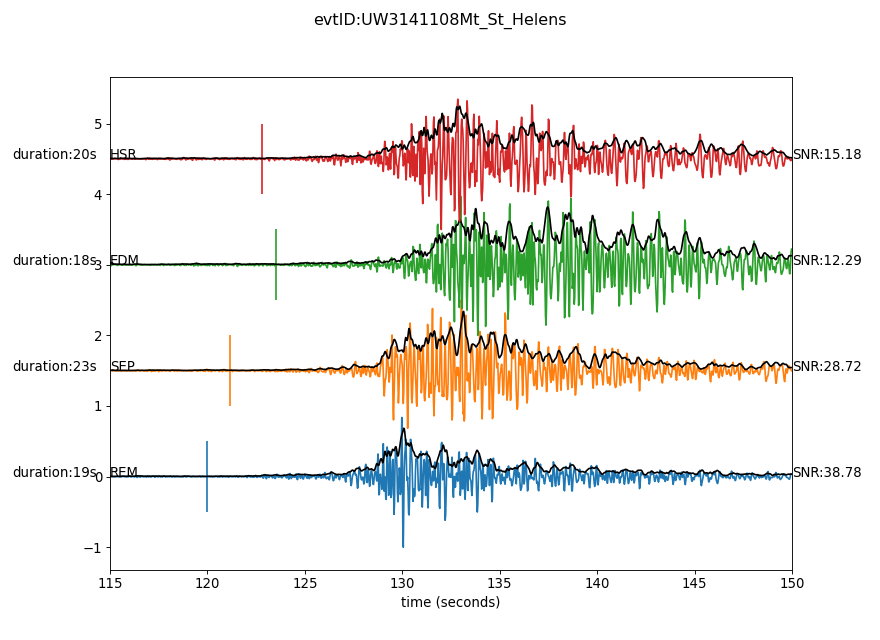 evtID:UW3141108Mt_St_Helens
5
duration:20s HSR SNR:15.18
4
duration:18s EDM SNR:12.29
3
2
duration:23s SEP SNR:28.72
1
duration:19s REM SNR:38.78
0
−1
115 120 125 130 135 140 145 150
time (seconds)